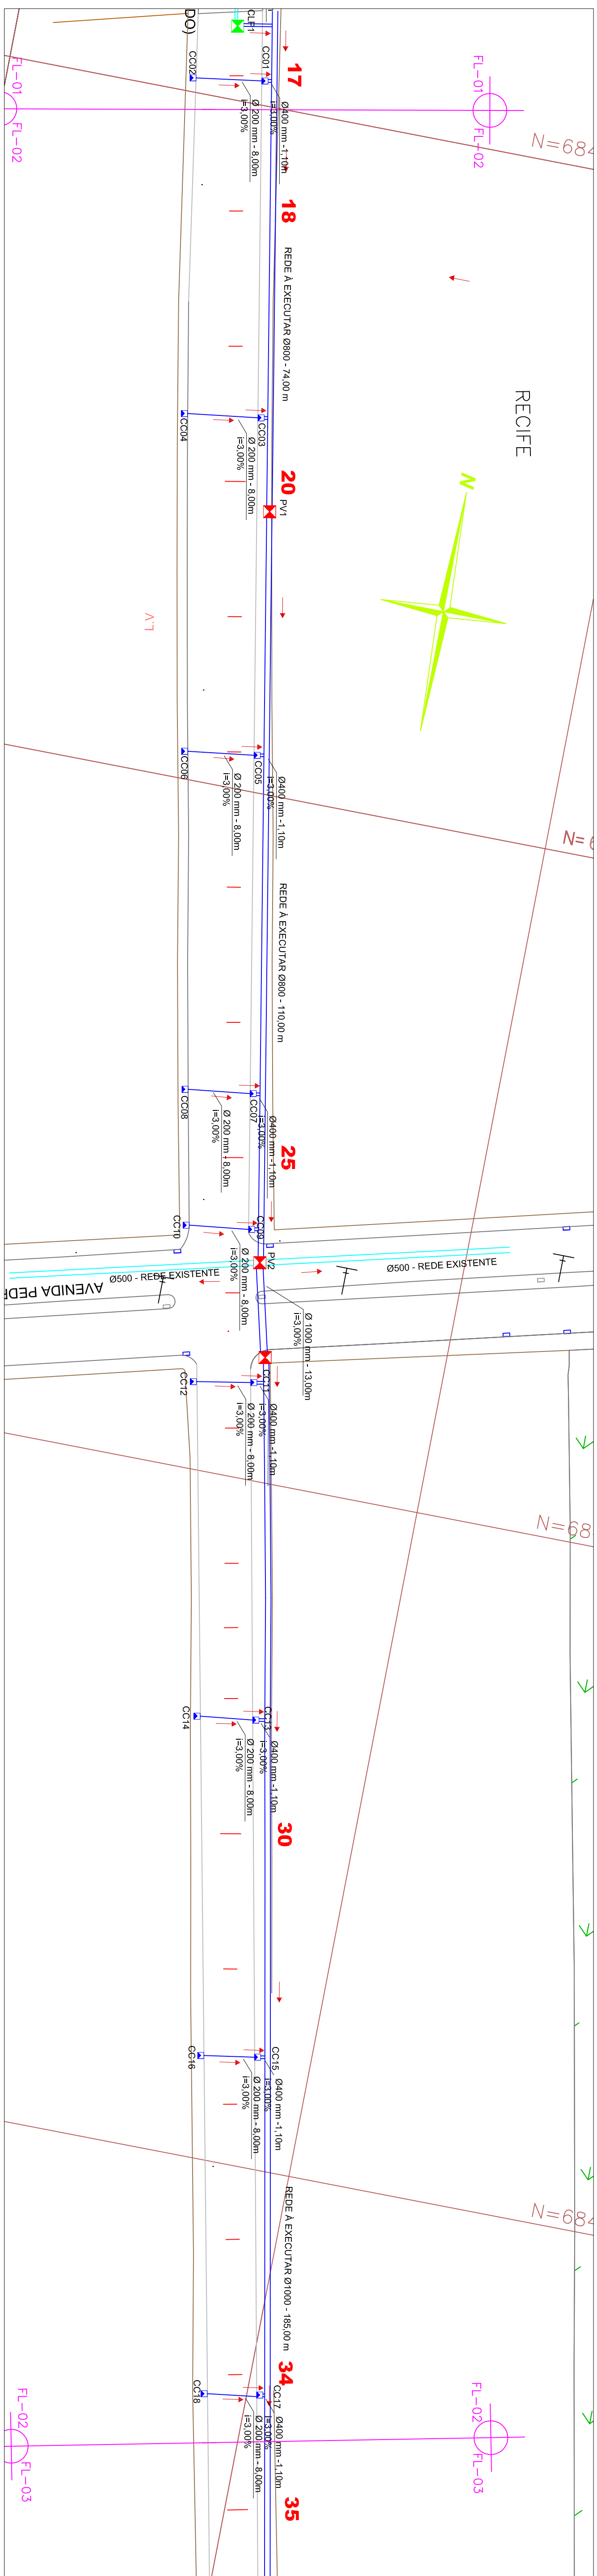 DO)
CLP1
CC01
CC02
17
FL-01
FL-02
FL-01
FL-02
Ø400 mm -1,10m
i=3,00%
Ø 200 mm - 8,00m
i=3,00%
18
REDE À EXECUTAR Ø800 - 74,00 m
RECIFE
N
CC03
CC04
Ø 200 mm - 8,00m
i=3,00%
20
PV1
L.V
CC05
CC06
Ø400 mm -1,10m
i=3,00%
Ø 200 mm - 8,00m
i=3,00%
REDE À EXECUTAR Ø800 - 110,00 m
CC07
CC08
Ø400 mm -1,10m
i=3,00%
Ø 200 mm - 8,00m
i=3,00%
25
CC09
CC10
PV2
Ø 200 mm - 8,00m
i=3,00%
Ø500 - REDE EXISTENTE
Ø500 - REDE EXISTENTE
AVENIDA PEDR
Ø 1000 mm - 13,00m
i=3,00%
CC11
CC12
Ø400 mm -1,10m
i=3,00%
Ø 200 mm - 8,00m
i=3,00%
N=68
CC13
CC14
Ø400 mm -1,10m
i=3,00%
Ø 200 mm - 8,00m
i=3,00%
30
CC15
CC16
Ø400 mm -1,10m
i=3,00%
Ø 200 mm - 8,00m
i=3,00%
REDE À EXECUTAR Ø1000 - 185,00 m
N=684
34
CC17
CC18
Ø400 mm -1,10m
i=3,00%
Ø 200 mm - 8,00m
i=3,00%
FL-02
FL-03
FL-02
FL-03
35